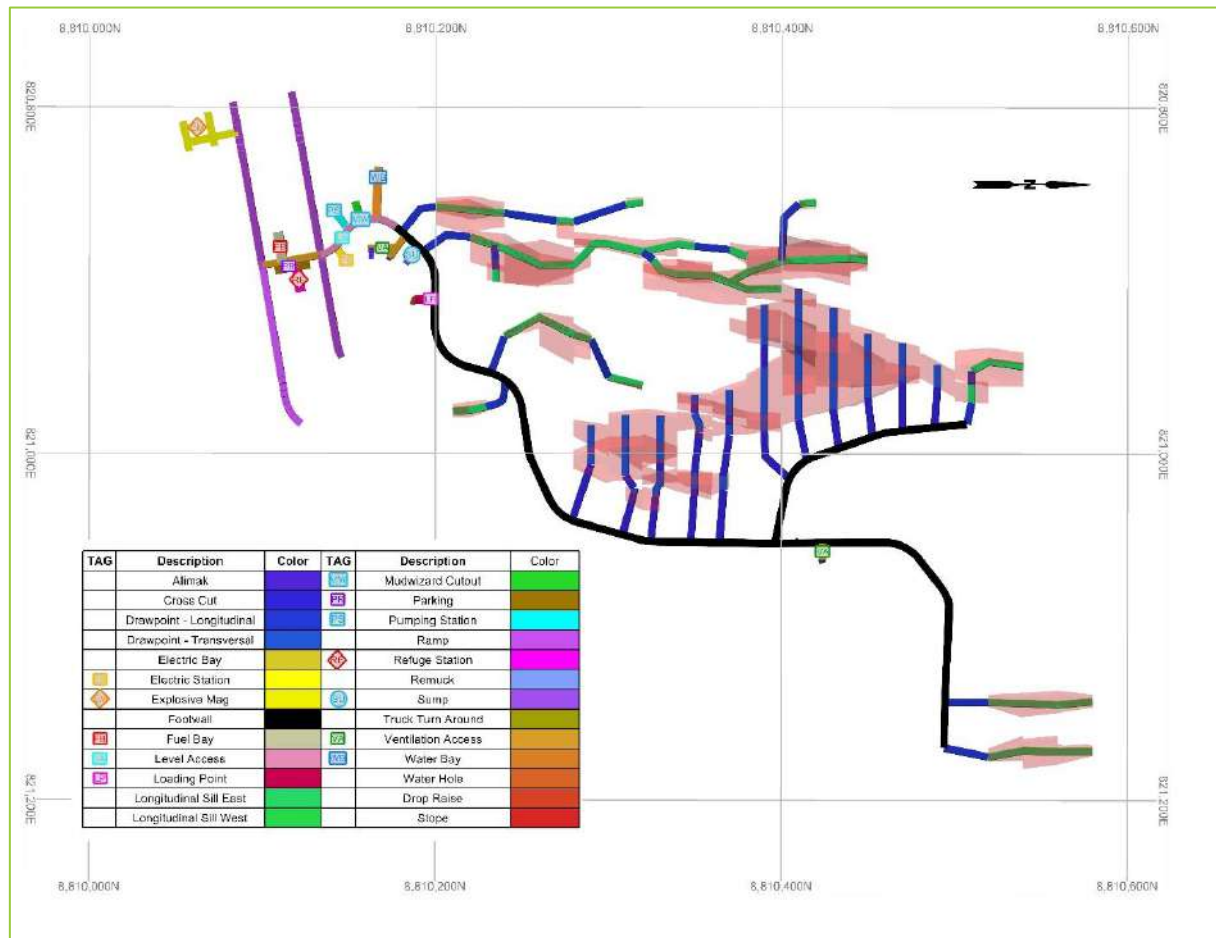 8,810,000N 8,810,200N 8,810,400N 8,810,600N
820,800E 820,800E
N
821,000E 821,000E
TAG Description Color TAG Description Color
Alimak Mudwizard Cutout
Cross Cut Parking
Drawpoint - Longitudinal Pumping Station
Drawpoint - Transversal Ramp
Electric Bay Refuge Station
Electric Station Remuck
Explosive Mag Sump
Footwall Truck Turn Around
Fuel Bay Ventilation Access
Level Access Water Bay
Loading Point Water Hole
Longitudinal Sill East Drop Raise
Longitudinal Sill West Stope
821,200E 821,200E
8,810,000N 8,810,200N 8,810,400N 8,810,600N